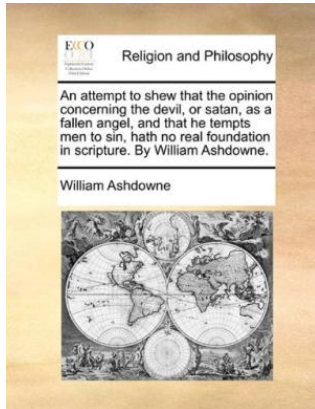 ECCO
Religion and Philosophy
An attempt to shew that the opinion
concerning the devil, or satan, as a
fallen angel, and that he tempts
men to sin, hath no real foundation
in scripture. By William Ashdowne.
William Ashdowne